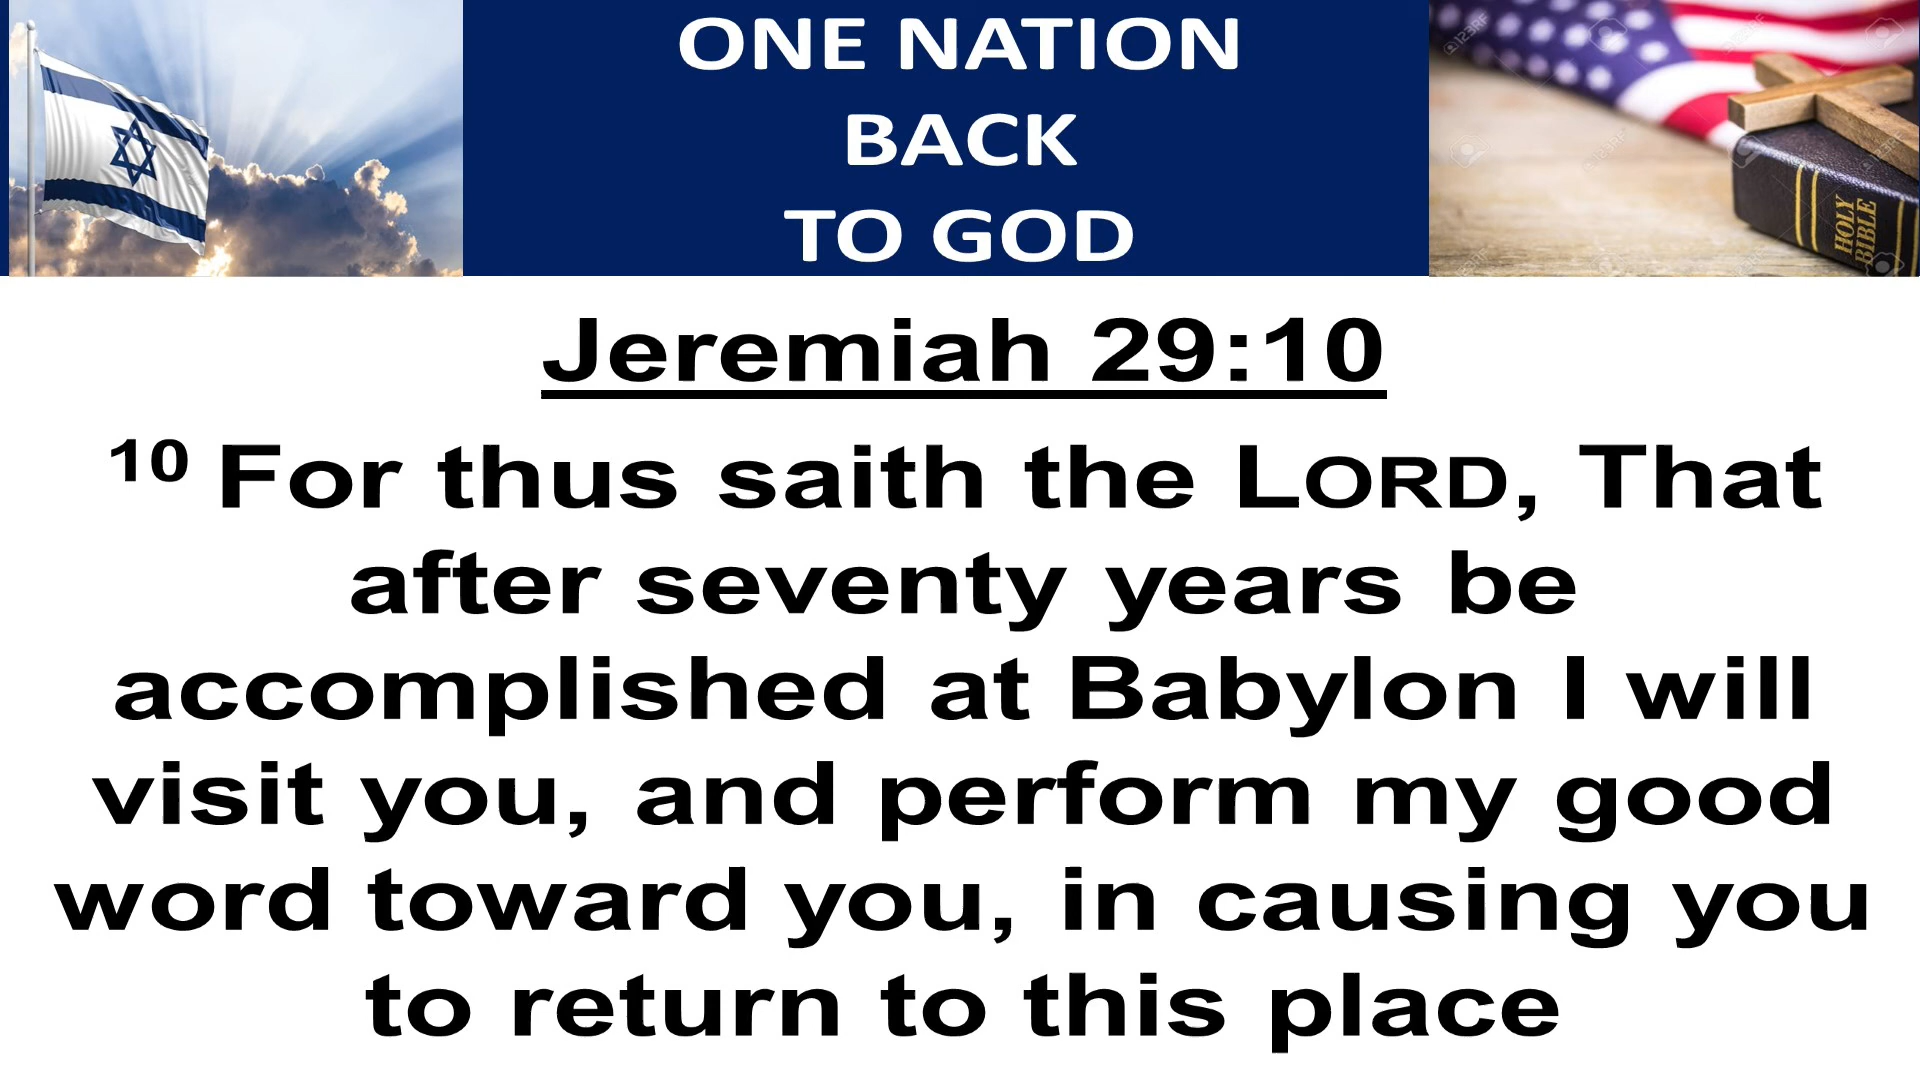 ONE NATION
BACK
TO GOD
HOLY
BIBLE
Jeremiah 29:10
10 For thus saith the LORD, That
after seventy years be
accomplished at Babylon I will
visit you, and perform my good
word toward you, in causing you
to return to this place